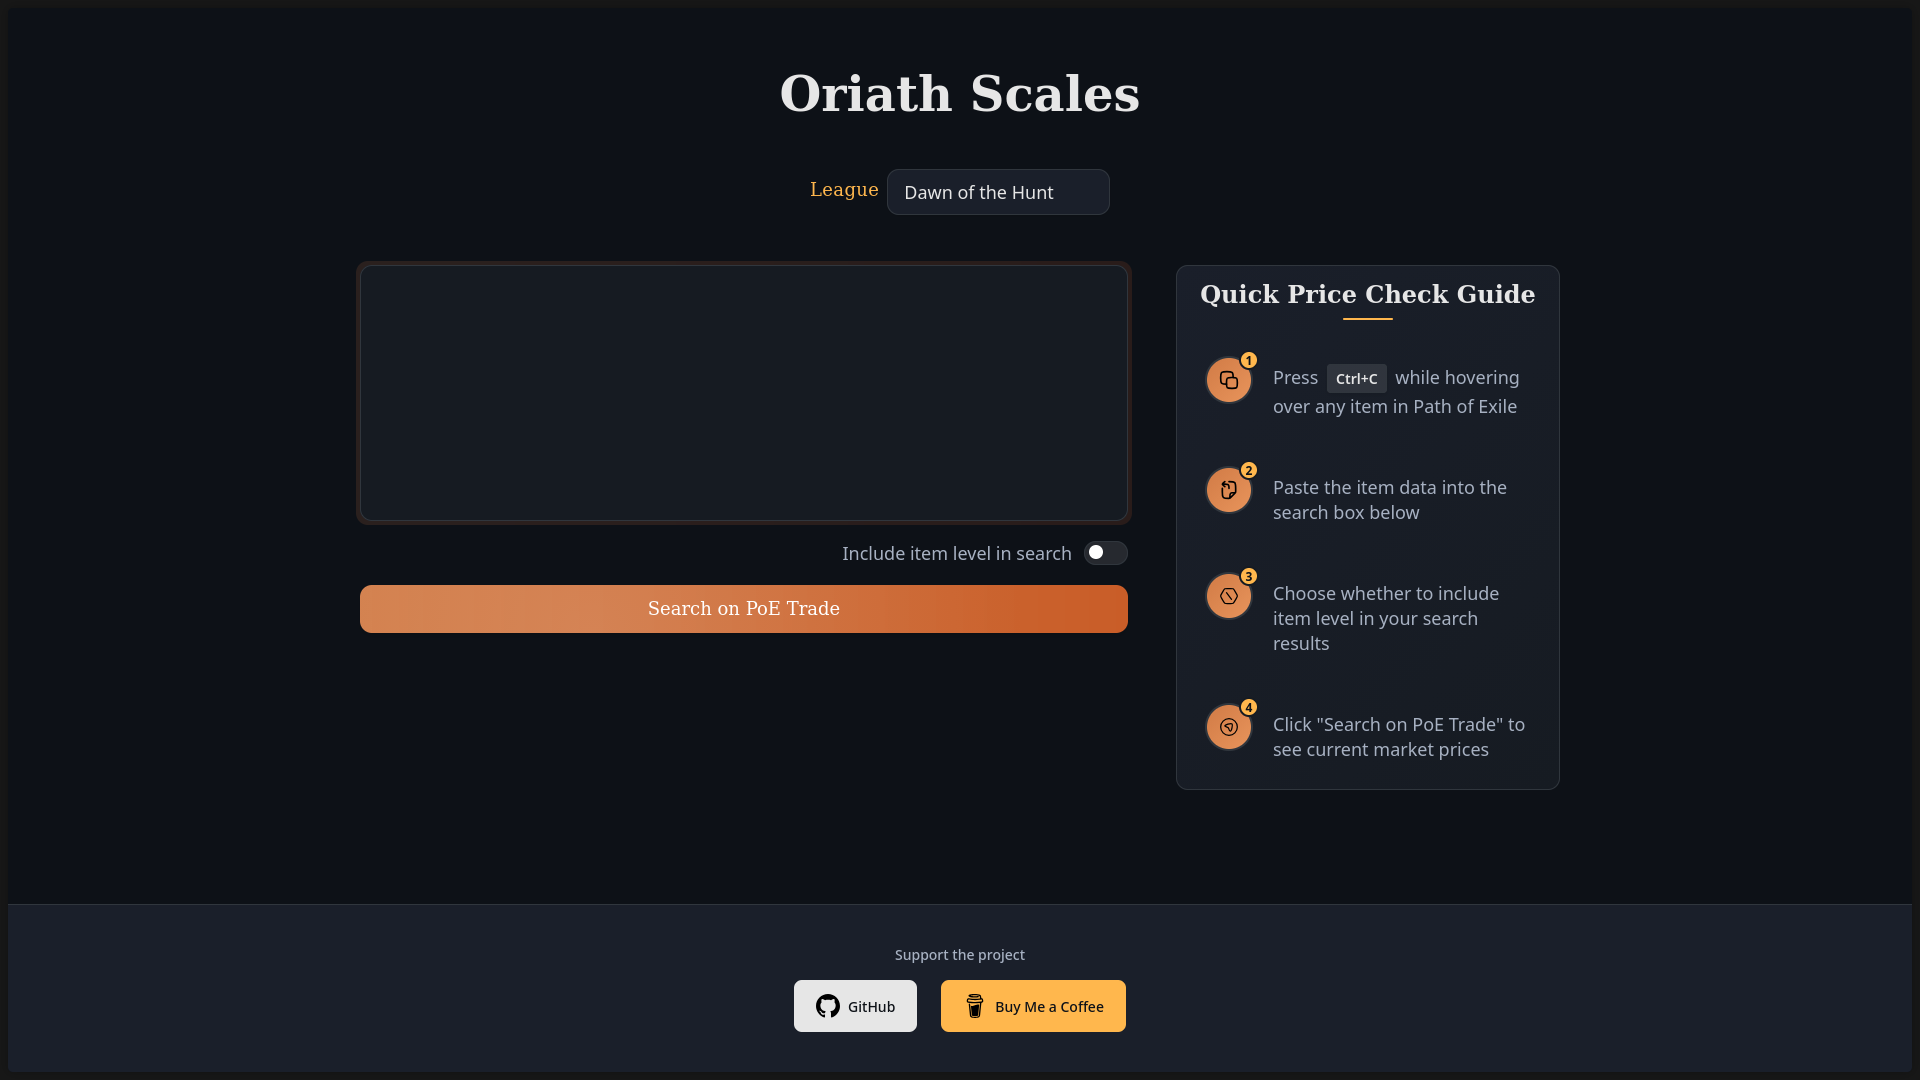 Oriath Scales
League
Dawn of the Hunt
Include item level in search
Search on PoE Trade
Quick Price Check Guide
1
Press Ctrl+C while hovering
over any item in Path of Exile
2
Paste the item data into the
search box below
3
Choose whether to include
item level in your search
results
4
Click "Search on PoE Trade" to
see current market prices
Support the project
GitHub
Buy Me a Coffee